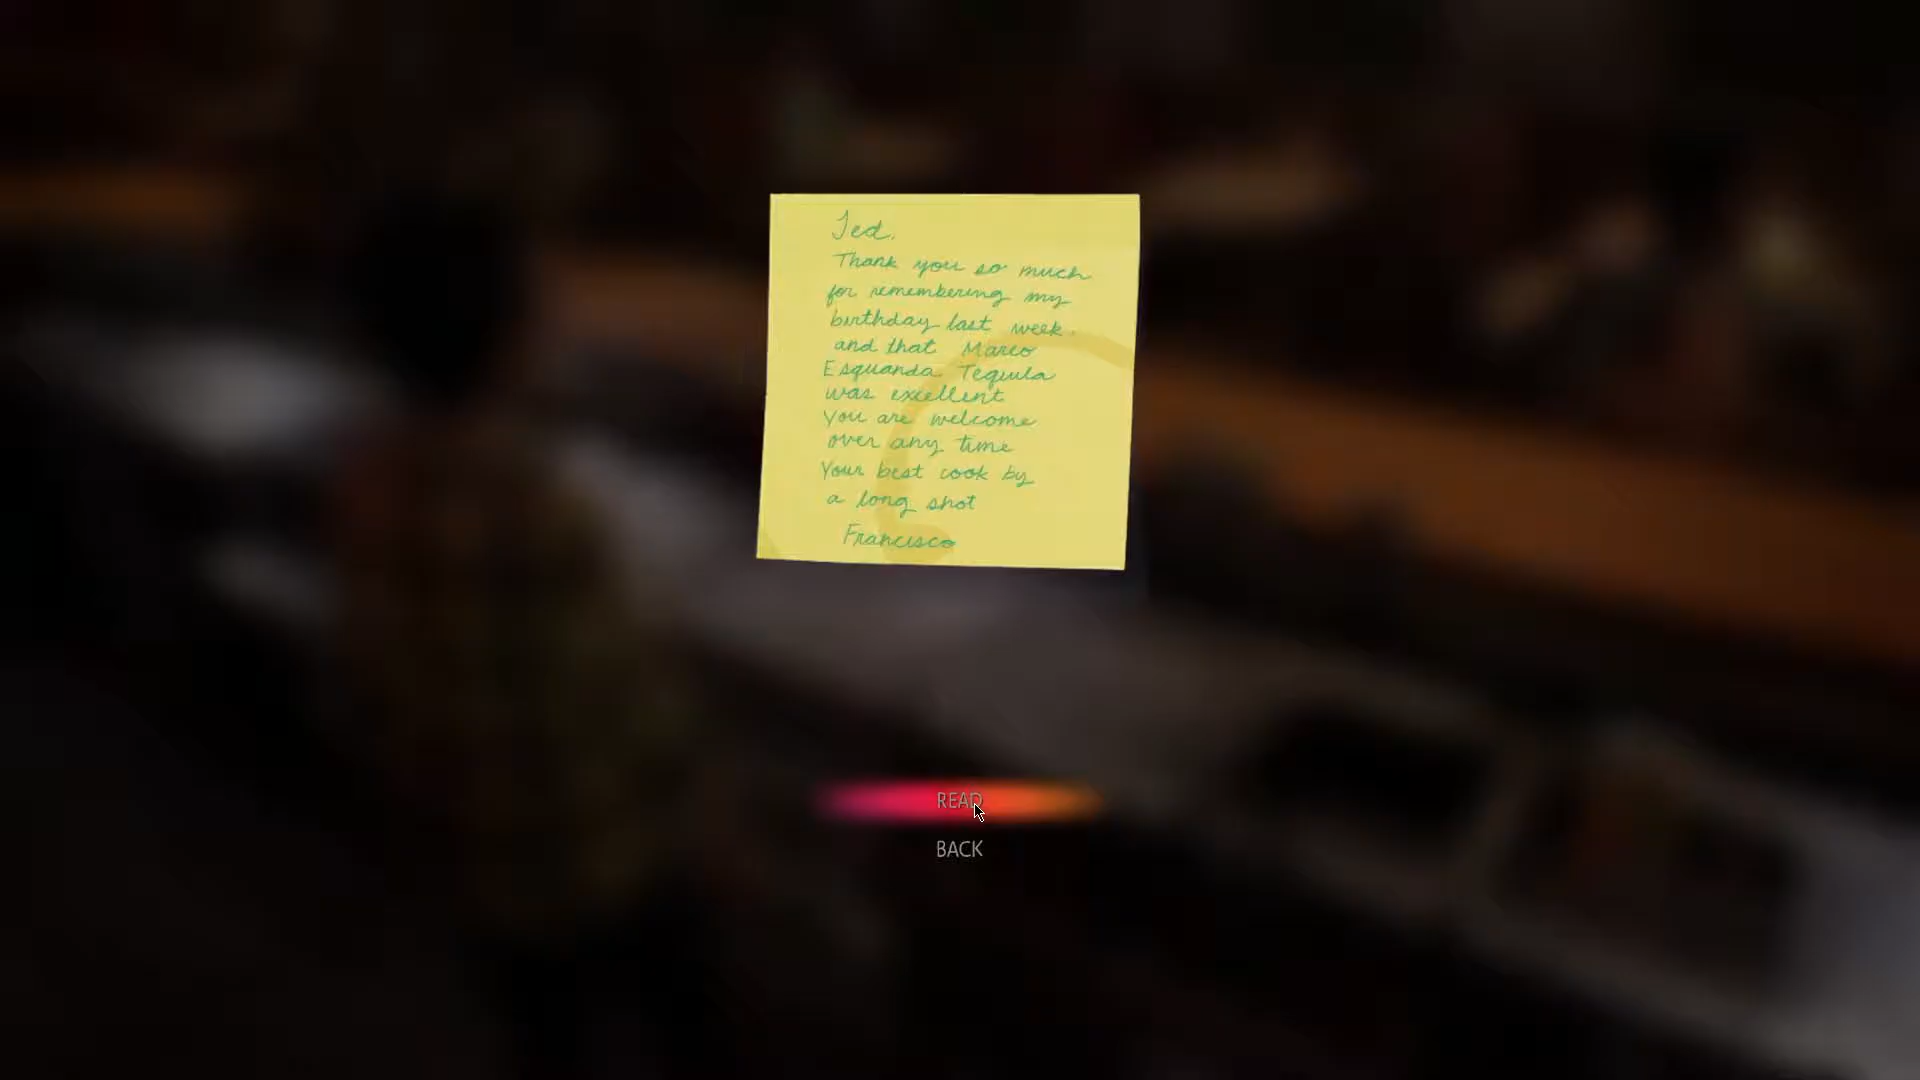 Ted,
Thank you so much
for remembering my
birthday last week.
and that Marco
Esquanda Tequila
was excellent
You are welcome
over any time
Your best cook by
a long shot
Francisco
READ
BACK